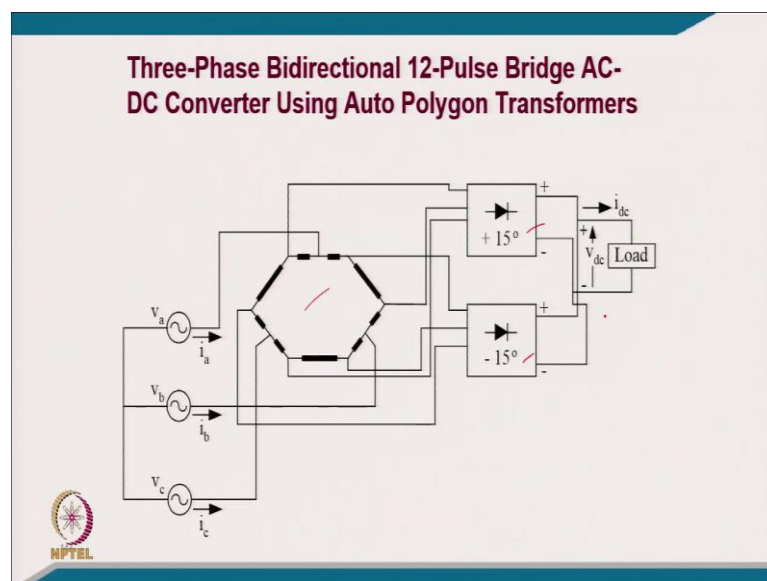 Three-Phase Bidirectional 12-Pulse Bridge AC-
DC Converter Using Auto Polygon Transformers
+
+ 15°
-
i_dc
+
v_dc
-
Load
+
- 15°
-
v_a
i_a
v_b
i_b
v_c
i_c
NPTEL